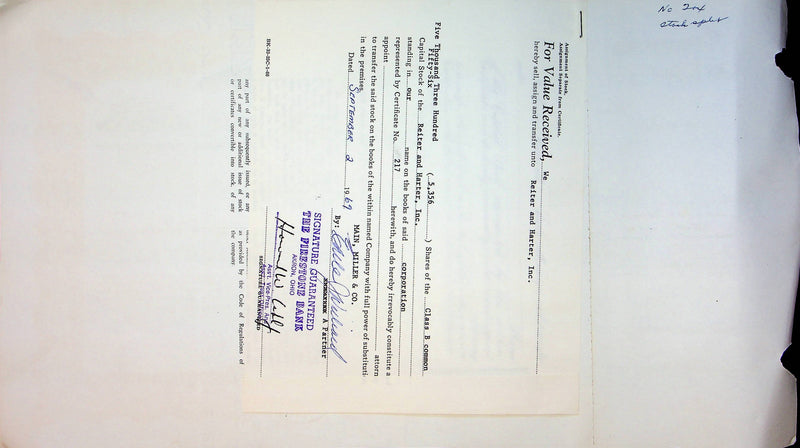 No 204
stock split
Assignment of Stock,
Assignment Separate from Certificate.
For Value Received, We
hereby sell, assign and transfer unto Reiter and Harter, Inc.
Five Thousand Three Hundred
Fifty-Six ( 5,356 ) Shares of the Class B common
Capital Stock of the Reiter and Harter, Inc.
standing in our name on the books of said corporation
represented by Certificate No. 217 herewith, and do hereby irrevocably constitute a
appoint attorn
to transfer the said stock on the books of the within named Company with full power of substituti
in the premises.
Dated September 2 1969
MAIN, MILLER & CO.
By:
A Partner
SIGNATURE GUARANTEED
THE FIRESTONE BANK
AKRON, OHIO
Howard W.
Ass't. Vice-Pres.
any part of any subsequently issued, or any
part of any new or additional issue of stock
or certificates convertible into stock, of any
as provided by the Code of Regulations of
the company.